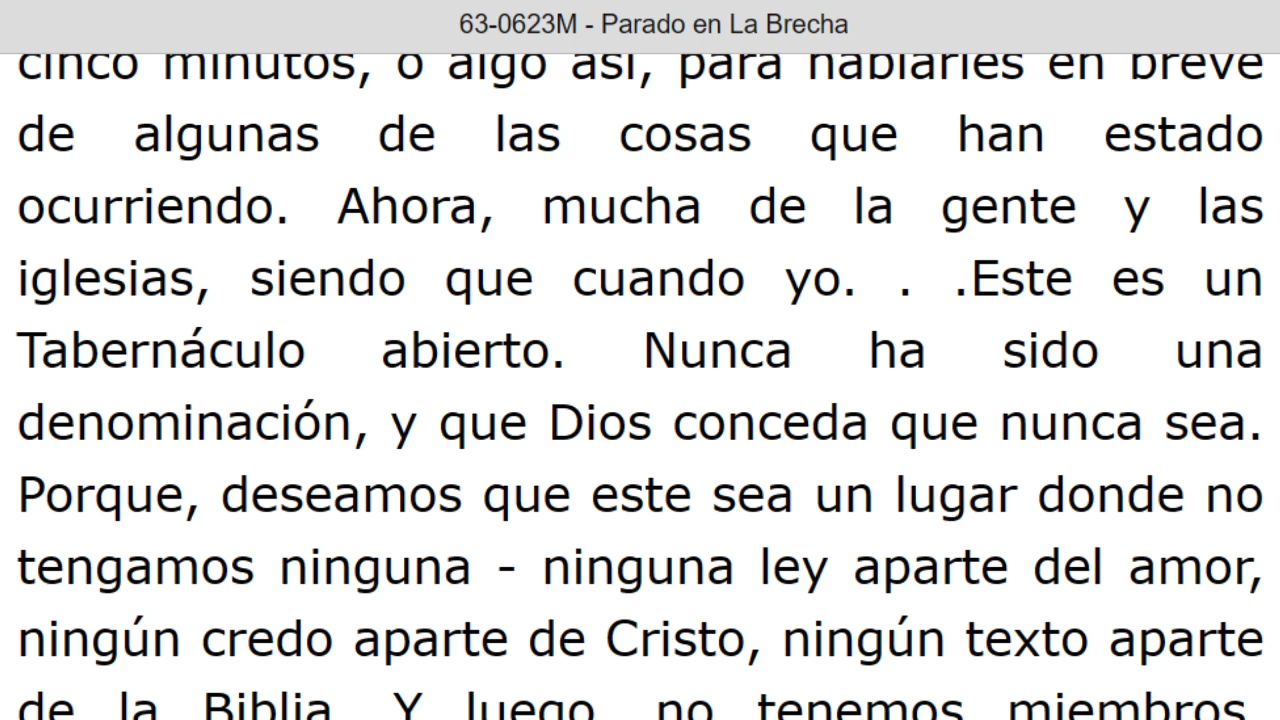 63-0623M - Parado en La Brecha
cinco minutos, o algo así, para hablarles en breve
de algunas de las cosas que han estado
ocurriendo. Ahora, mucha de la gente y las
iglesias, siendo que cuando yo. . .Este es un
Tabernáculo abierto. Nunca ha sido una
denominación, y que Dios conceda que nunca sea.
Porque, deseamos que este sea un lugar donde no
tengamos ninguna - ninguna ley aparte del amor,
ningún credo aparte de Cristo, ningún texto aparte
de la Biblia. Y luego, no tenemos miembros.